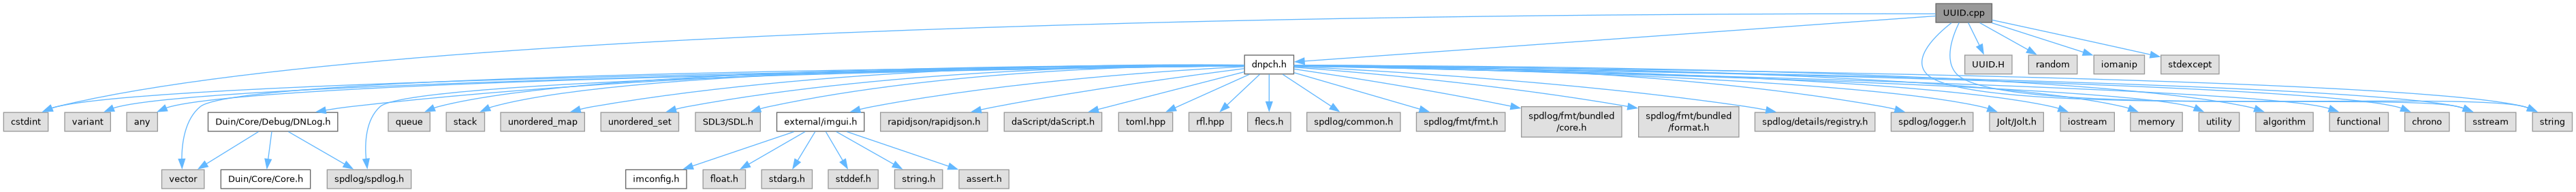 UUID.cpp
dnpch.h
UUID.H
random
iomanip
stdexcept
cstdint
variant
any
Duin/Core/Debug/DNLog.h
queue
stack
unordered_map
unordered_set
SDL3/SDL.h
external/imgui.h
rapidjson/rapidjson.h
daScript/daScript.h
toml.hpp
rfl.hpp
flecs.h
spdlog/common.h
spdlog/fmt/fmt.h
spdlog/fmt/bundled
/core.h
spdlog/fmt/bundled
/format.h
spdlog/details/registry.h
spdlog/logger.h
Jolt/Jolt.h
iostream
memory
utility
algorithm
functional
chrono
sstream
string
vector
Duin/Core/Core.h
spdlog/spdlog.h
imconfig.h
float.h
stdarg.h
stddef.h
string.h
assert.h